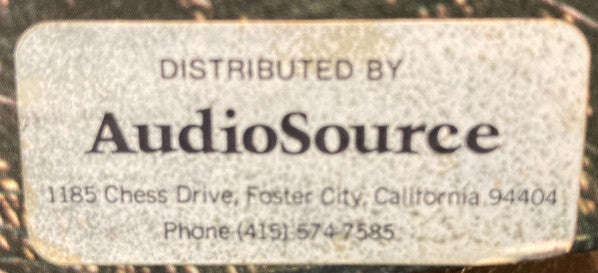 DISTRIBUTED BY
AudioSource
1185 Chess Drive, Foster City, California 94404
Phone (415) 574-7585